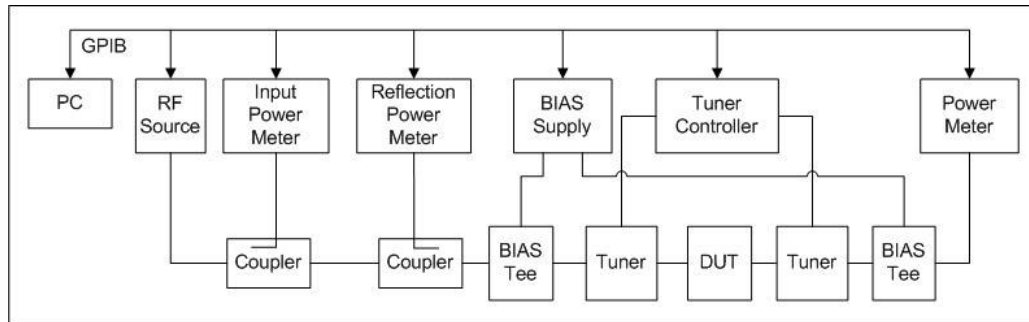 GPIB
PC
RF
Source
Input
Power
Meter
Reflection
Power
Meter
BIAS
Supply
Tuner
Controller
Power
Meter
Coupler
Coupler
BIAS
Tee
Tuner
DUT
Tuner
BIAS
Tee